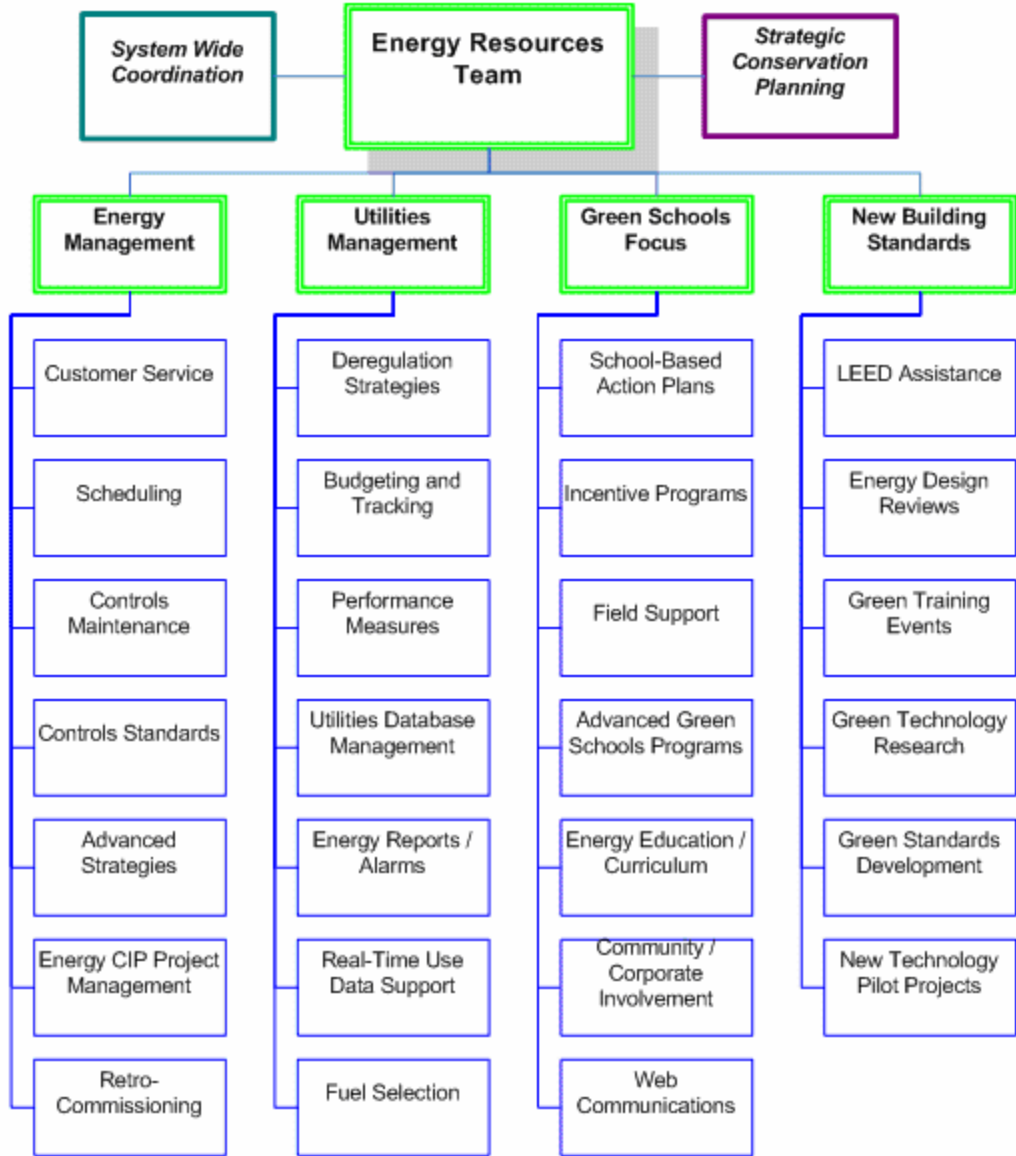 System Wide
Coordination
Energy Resources
Team
Strategic
Conservation
Planning
Energy
Management
Utilities
Management
Green Schools
Focus
New Building
Standards
Customer Service
Deregulation
Strategies
School-Based
Action Plans
LEED Assistance
Scheduling
Budgeting and
Tracking
Incentive Programs
Energy Design
Reviews
Controls
Maintenance
Performance
Measures
Field Support
Green Training
Events
Controls Standards
Utilities Database
Management
Advanced Green
Schools Programs
Green Technology
Research
Advanced
Strategies
Energy Reports /
Alarms
Energy Education /
Curriculum
Green Standards
Development
Energy CIP Project
Management
Real-Time Use
Data Support
Community /
Corporate
Involvement
New Technology
Pilot Projects
Retro-
Commissioning
Fuel Selection
Web
Communications